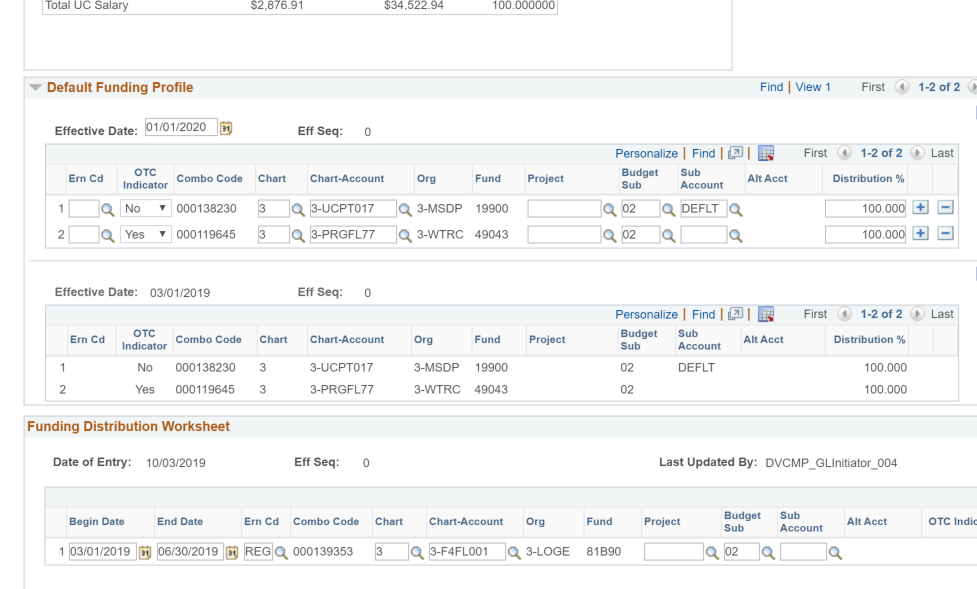 Total UC Salary $2,876.91 $34,522.94 100.000000
Default Funding Profile Find | View 1 First 1-2 of 2
Effective Date: 01/01/2020 Eff Seq: 0
Personalize | Find | First 1-2 of 2 Last
Ern Cd OTC Indicator Combo Code Chart Chart-Account Org Fund Project Budget Sub Sub Account Alt Acct Distribution %
1 No 000138230 3 3-UCPT017 3-MSDP 19900 02 DEFLT 100.000
2 Yes 000119645 3 3-PRGFL77 3-WTRC 49043 02 100.000
Effective Date: 03/01/2019 Eff Seq: 0
Personalize | Find | First 1-2 of 2 Last
Ern Cd OTC Indicator Combo Code Chart Chart-Account Org Fund Project Budget Sub Sub Account Alt Acct Distribution %
1 No 000138230 3 3-UCPT017 3-MSDP 19900 02 DEFLT 100.000
2 Yes 000119645 3 3-PRGFL77 3-WTRC 49043 02 100.000
Funding Distribution Worksheet
Date of Entry: 10/03/2019 Eff Seq: 0 Last Updated By: DVCMP_GLInitiator_004
Begin Date End Date Ern Cd Combo Code Chart Chart-Account Org Fund Project Budget Sub Sub Account Alt Acct OTC Indic
1 03/01/2019 06/30/2019 REG 000139353 3 3-F4FL001 3-LOGE 81B90 02